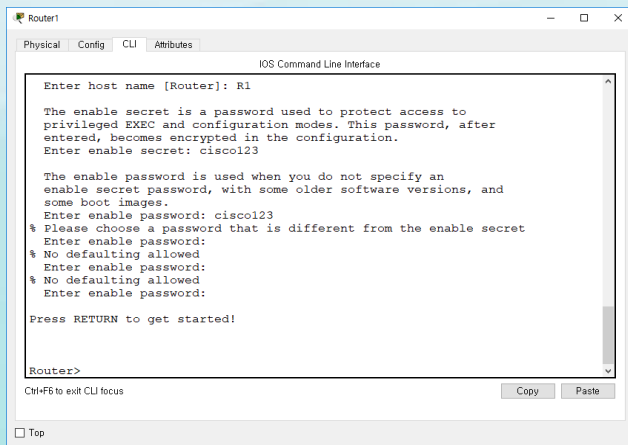 Router1
Physical Config CLI Attributes
IOS Command Line Interface
Enter host name [Router]: R1
The enable secret is a password used to protect access to
privileged EXEC and configuration modes. This password, after
entered, becomes encrypted in the configuration.
Enter enable secret: cisco123
The enable password is used when you do not specify an
enable secret password, with some older software versions, and
some boot images.
Enter enable password: cisco123
% Please choose a password that is different from the enable secret
Enter enable password:
% No defaulting allowed
Enter enable password:
% No defaulting allowed
Enter enable password:
Press RETURN to get started!
Router>
Ctrl+F6 to exit CLI focus
Copy Paste
Top